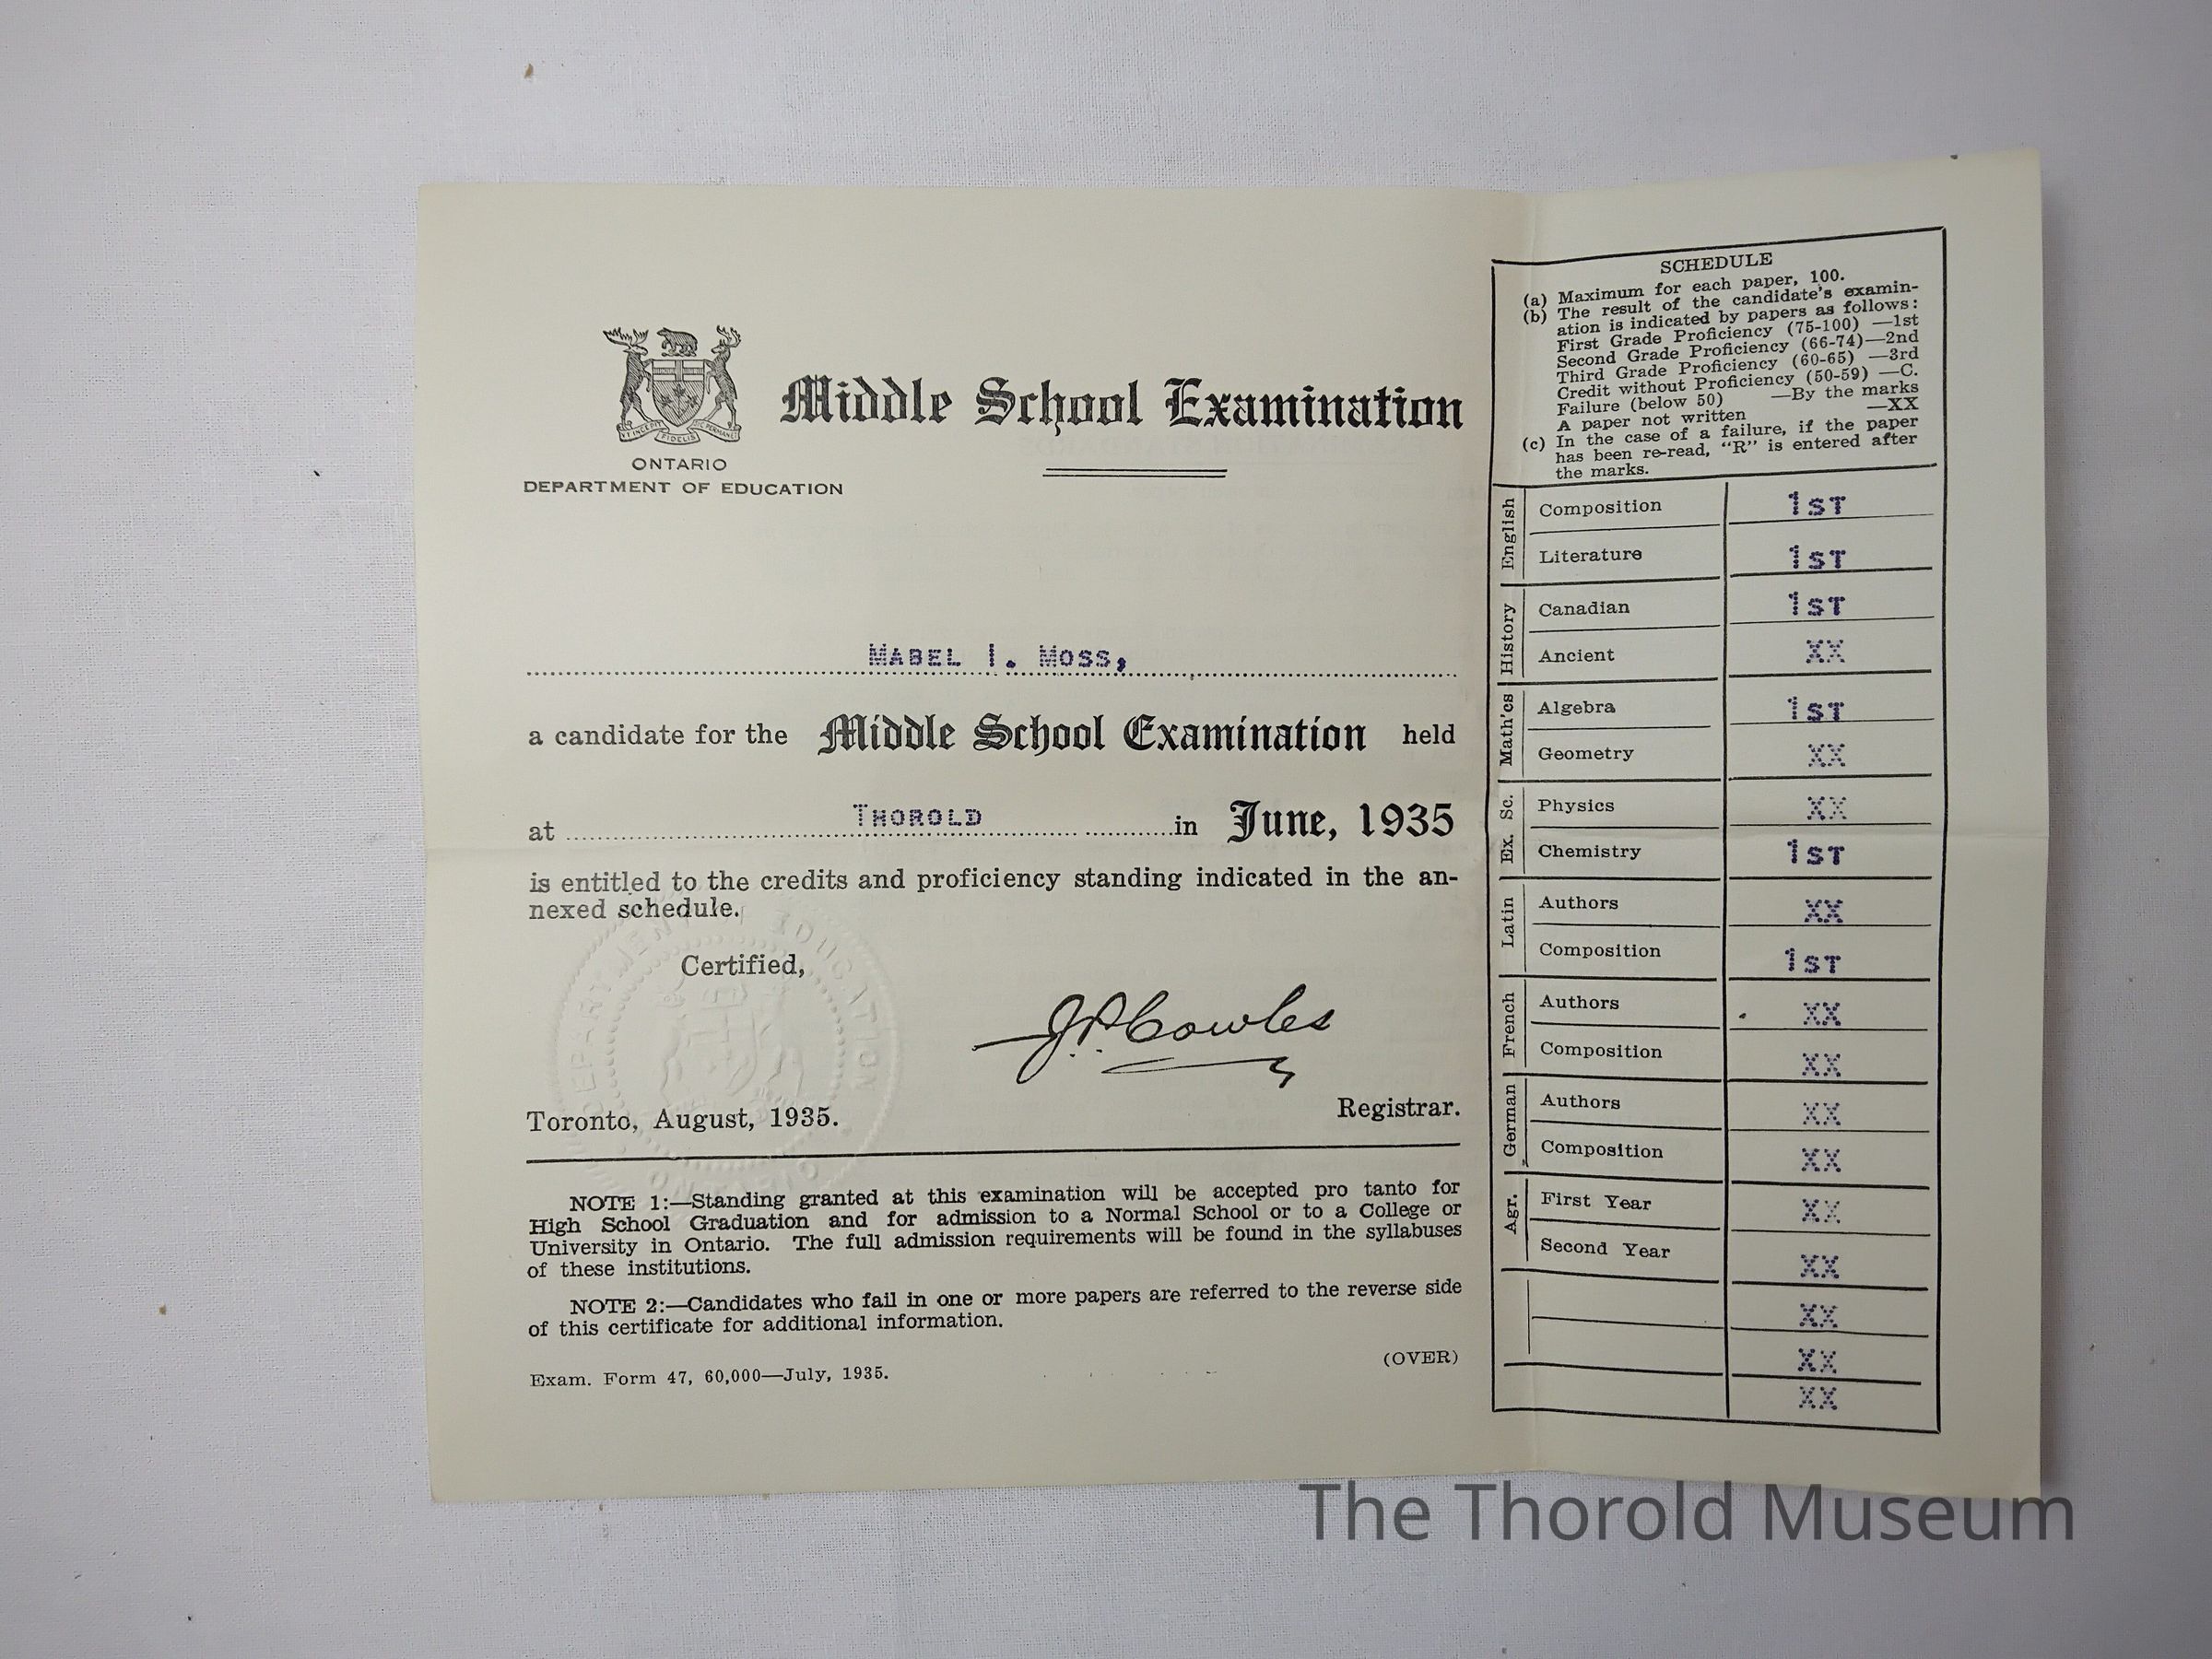 ONTARIO
DEPARTMENT OF EDUCATION
Middle School Examination
MABEL I. MOSS,
a candidate for the Middle School Examination held
at THOROLD in June, 1935
is entitled to the credits and proficiency standing indicated in the an-
nexed schedule.
Certified,
J.P. Cowles
Registrar.
Toronto, August, 1935.
DEPARTMENT OF EDUCATION
ONTARIO
NOTE 1:—Standing granted at this examination will be accepted pro tanto for
High School Graduation and for admission to a Normal School or to a College or
University in Ontario. The full admission requirements will be found in the syllabuses
of these institutions.
NOTE 2:—Candidates who fail in one or more papers are referred to the reverse side
of this certificate for additional information.
(OVER)
Exam. Form 47, 60,000—July, 1935.
SCHEDULE
(a) Maximum for each paper, 100.
(b) The result of the candidate's examin-
ation is indicated by papers as follows:
First Grade Proficiency (75-100) —1st
Second Grade Proficiency (66-74)—2nd
Third Grade Proficiency (60-65) —3rd
Credit without Proficiency (50-59) —C.
Failure (below 50) —By the marks
A paper not written —XX
(c) In the case of a failure, if the paper
has been re-read, "R" is entered after
the marks.
English
Composition 1ST
Literature 1ST
History
Canadian 1ST
Ancient XX
Math'cs
Algebra 1ST
Geometry XX
Ex. Sc.
Physics XX
Chemistry 1ST
Latin
Authors XX
Composition 1ST
French
Authors XX
Composition XX
German
Authors XX
Composition XX
Agr.
First Year XX
Second Year XX
XX
XX
XX
The Thorold Museum